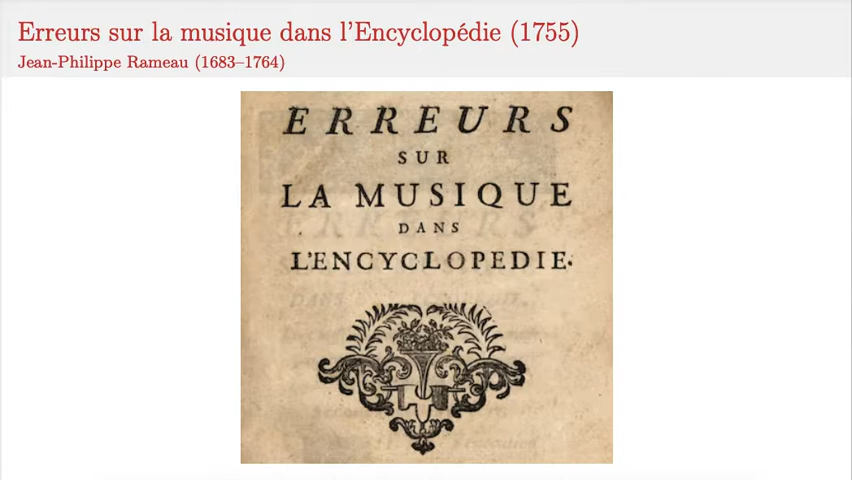 Erreurs sur la musique dans l'Encyclopédie (1755)
Jean-Philippe Rameau (1683–1764)
ERREURS
SUR
LA MUSIQUE
DANS
L'ENCYCLOPEDIE.